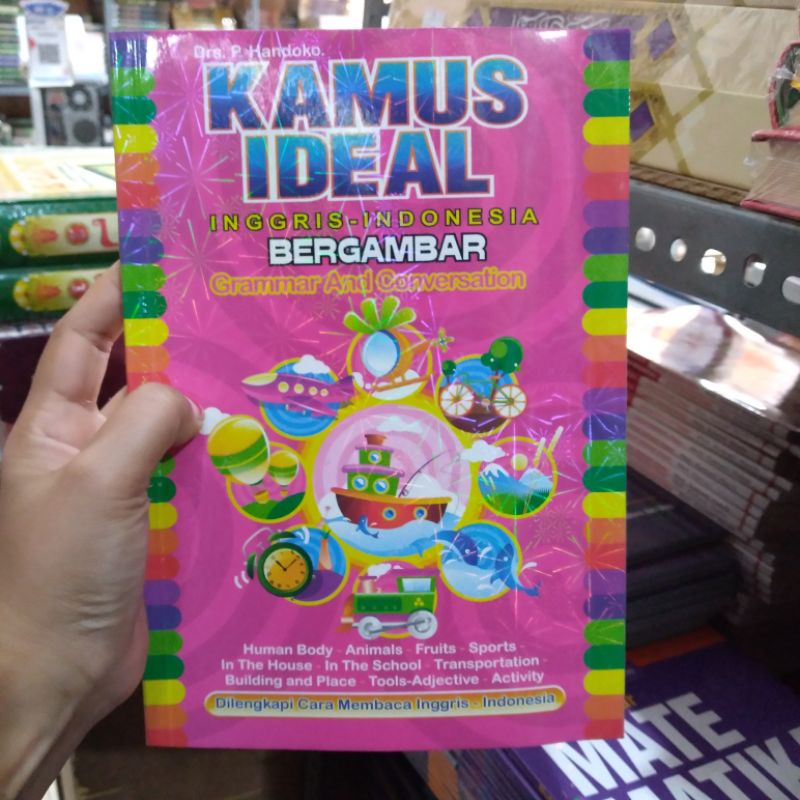 Drs. P. Handoko.
KAMUS
IDEAL
INGGRIS-INDONESIA
BERGAMBAR
Grammar And Conversation
Human Body - Animals - Fruits - Sports -
In The House - In The School - Transportation -
Building and Place - Tools-Adjective - Activity
Dilengkapi Cara Membaca Inggris - Indonesia
MATE
MATIK